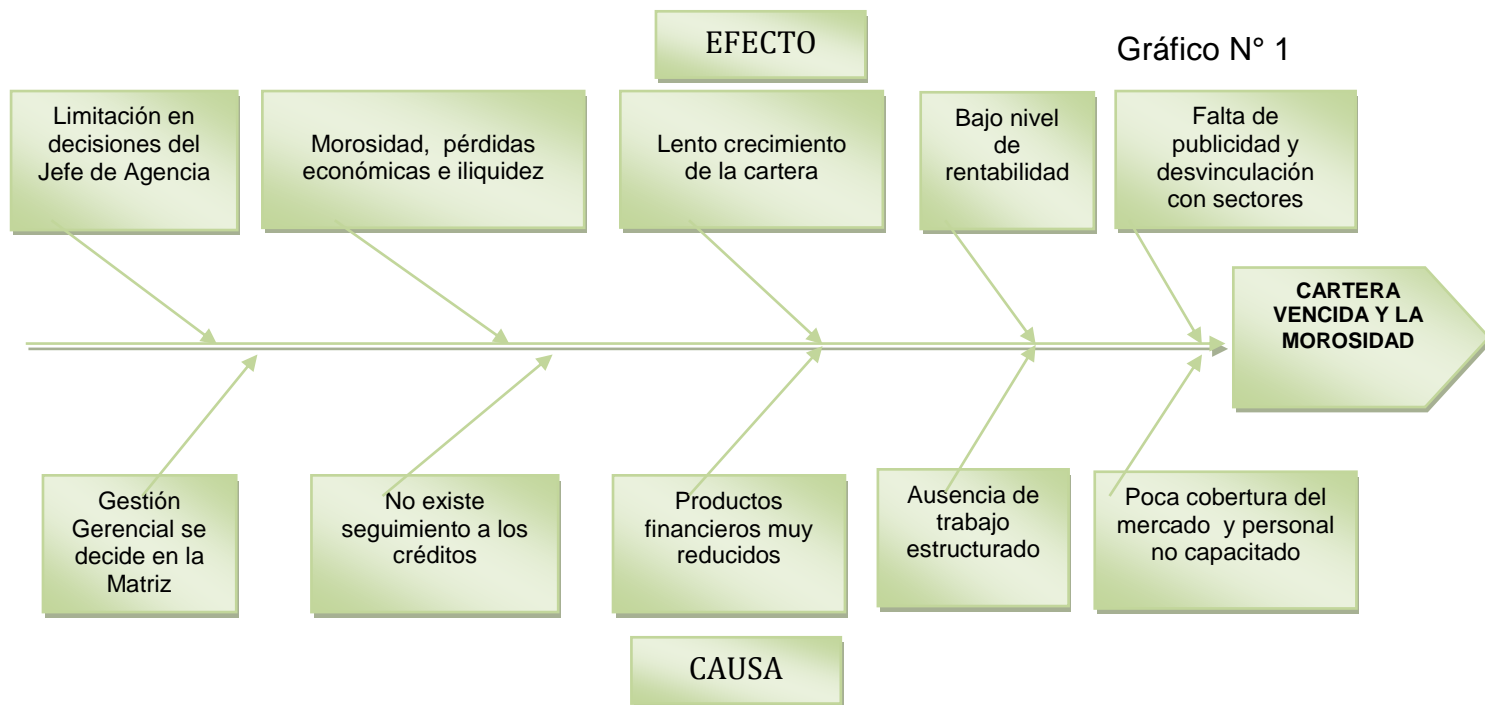 EFECTO
Gráfico N° 1
Limitación en
decisiones del
Jefe de Agencia
Morosidad, pérdidas
económicas e iliquidez
Lento crecimiento
de la cartera
Bajo nivel
de
rentabilidad
Falta de
publicidad y
desvinculación
con sectores
CARTERA
VENCIDA Y LA
MOROSIDAD
Gestión
Gerencial se
decide en la
Matriz
No existe
seguimiento a los
créditos
Productos
financieros muy
reducidos
Ausencia de
trabajo
estructurado
Poca cobertura del
mercado y personal
no capacitado
CAUSA